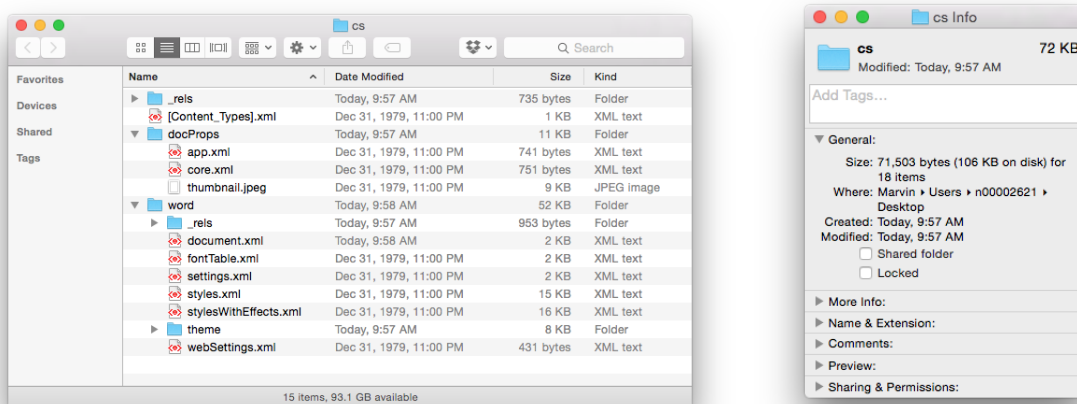 cs
Search
Favorites
Devices
Shared
Tags
Name Date Modified Size Kind
_rels Today, 9:57 AM 735 bytes Folder
[Content_Types].xml Dec 31, 1979, 11:00 PM 1 KB XML text
docProps Today, 9:57 AM 11 KB Folder
app.xml Dec 31, 1979, 11:00 PM 741 bytes XML text
core.xml Dec 31, 1979, 11:00 PM 751 bytes XML text
thumbnail.jpeg Dec 31, 1979, 11:00 PM 9 KB JPEG image
word Today, 9:58 AM 52 KB Folder
_rels Today, 9:57 AM 953 bytes Folder
document.xml Today, 9:58 AM 2 KB XML text
fontTable.xml Dec 31, 1979, 11:00 PM 2 KB XML text
settings.xml Dec 31, 1979, 11:00 PM 2 KB XML text
styles.xml Dec 31, 1979, 11:00 PM 15 KB XML text
stylesWithEffects.xml Dec 31, 1979, 11:00 PM 16 KB XML text
theme Today, 9:57 AM 8 KB Folder
webSettings.xml Dec 31, 1979, 11:00 PM 431 bytes XML text
15 items, 93.1 GB available
cs Info
cs 72 KB
Modified: Today, 9:57 AM
Add Tags...
General:
Size: 71,503 bytes (106 KB on disk) for
18 items
Where: Marvin ▸ Users ▸ n00002621 ▸
Desktop
Created: Today, 9:57 AM
Modified: Today, 9:57 AM
Shared folder
Locked
More Info:
Name & Extension:
Comments:
Preview:
Sharing & Permissions: